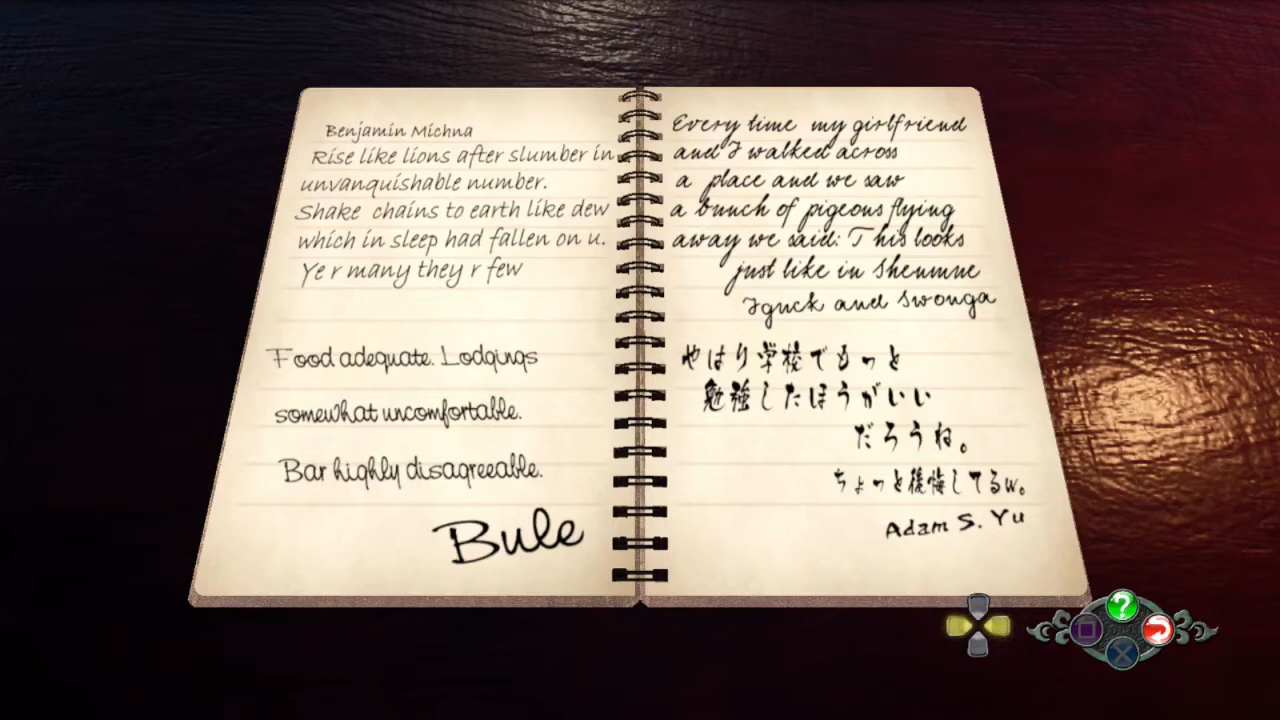 Benjamin Michna
Rise like lions after slumber in
unvanquishable number.
Shake chains to earth like dew
which in sleep had fallen on u.
Ye r many they r few
Food adequate. Lodgings
somewhat uncomfortable.
Bar highly disagreeable.
Bule
Every time my girlfriend
and I walked across
a place and we saw
a bunch of pigeons flying
away we said: This looks
just like in Shenmue
Iguck and Swonga
やはり学校でもっと
勉強したほうがいい
だろうね。
ちょっと後悔してるw。
Adam S. Yu
?